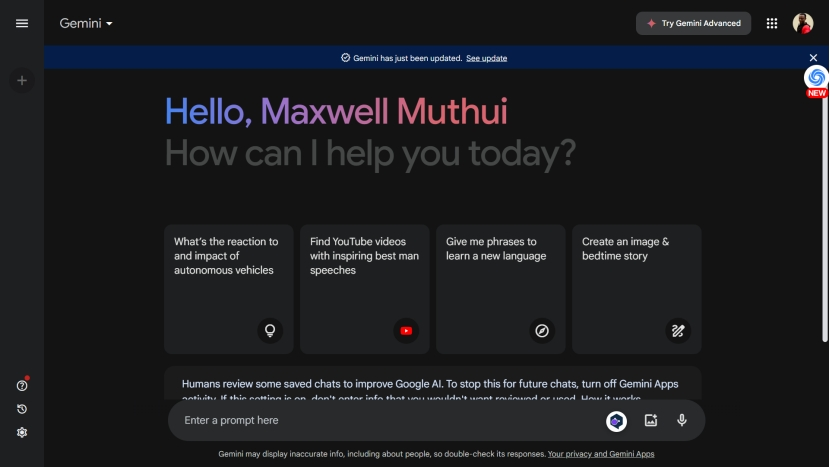 Gemini
Try Gemini Advanced
Gemini has just been updated. See update
NEW
Hello, Maxwell Muthui
How can I help you today?
What's the reaction to
and impact of
autonomous vehicles
Find YouTube videos
with inspiring best man
speeches
Give me phrases to
learn a new language
Create an image &
bedtime story
Humans review some saved chats to improve Google AI. To stop this for future chats, turn off Gemini Apps
activity. If this setting is on, don't enter info that you wouldn't want reviewed or used. How it works
Enter a prompt here
Gemini may display inaccurate info, including about people, so double-check its responses. Your privacy and Gemini Apps